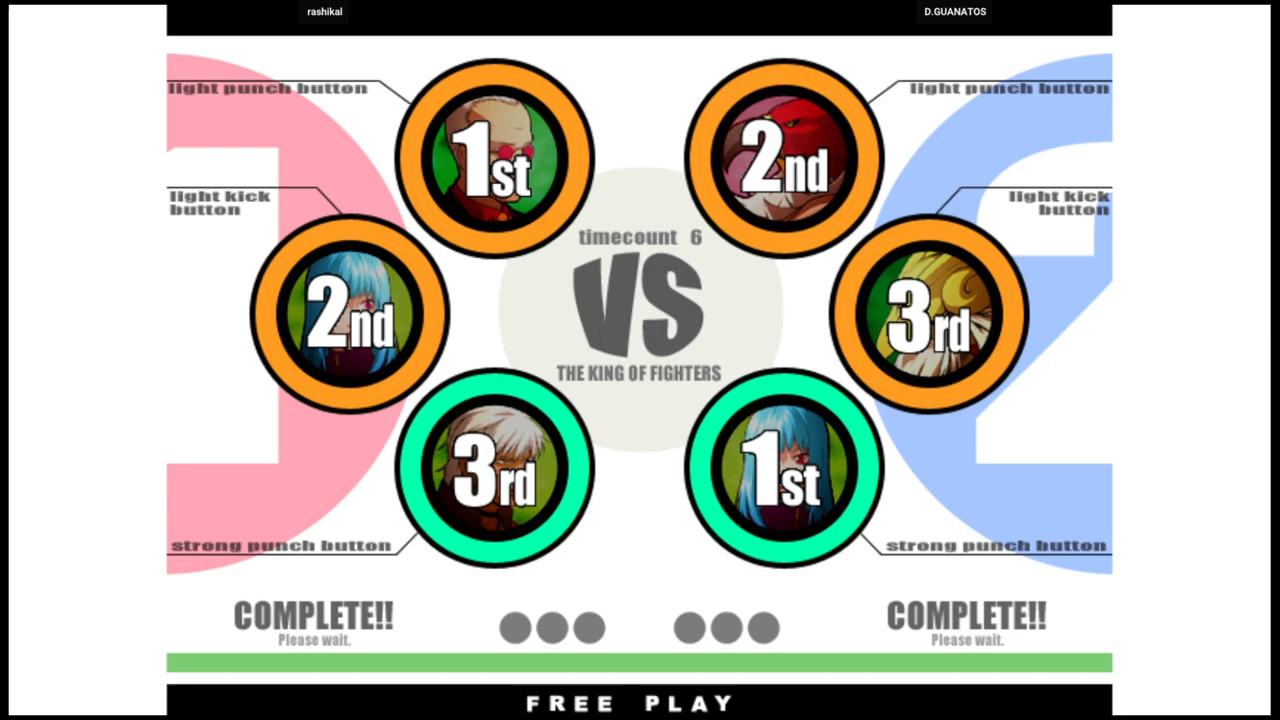 rashikal
D.GUANATOS
light punch button
light punch button
1st
2nd
light kick
button
light kick
button
timecount 6
VS
THE KING OF FIGHTERS
2nd
3rd
3rd
1st
strong punch button
strong punch button
COMPLETE!!
Please wait.
COMPLETE!!
Please wait.
FREE PLAY